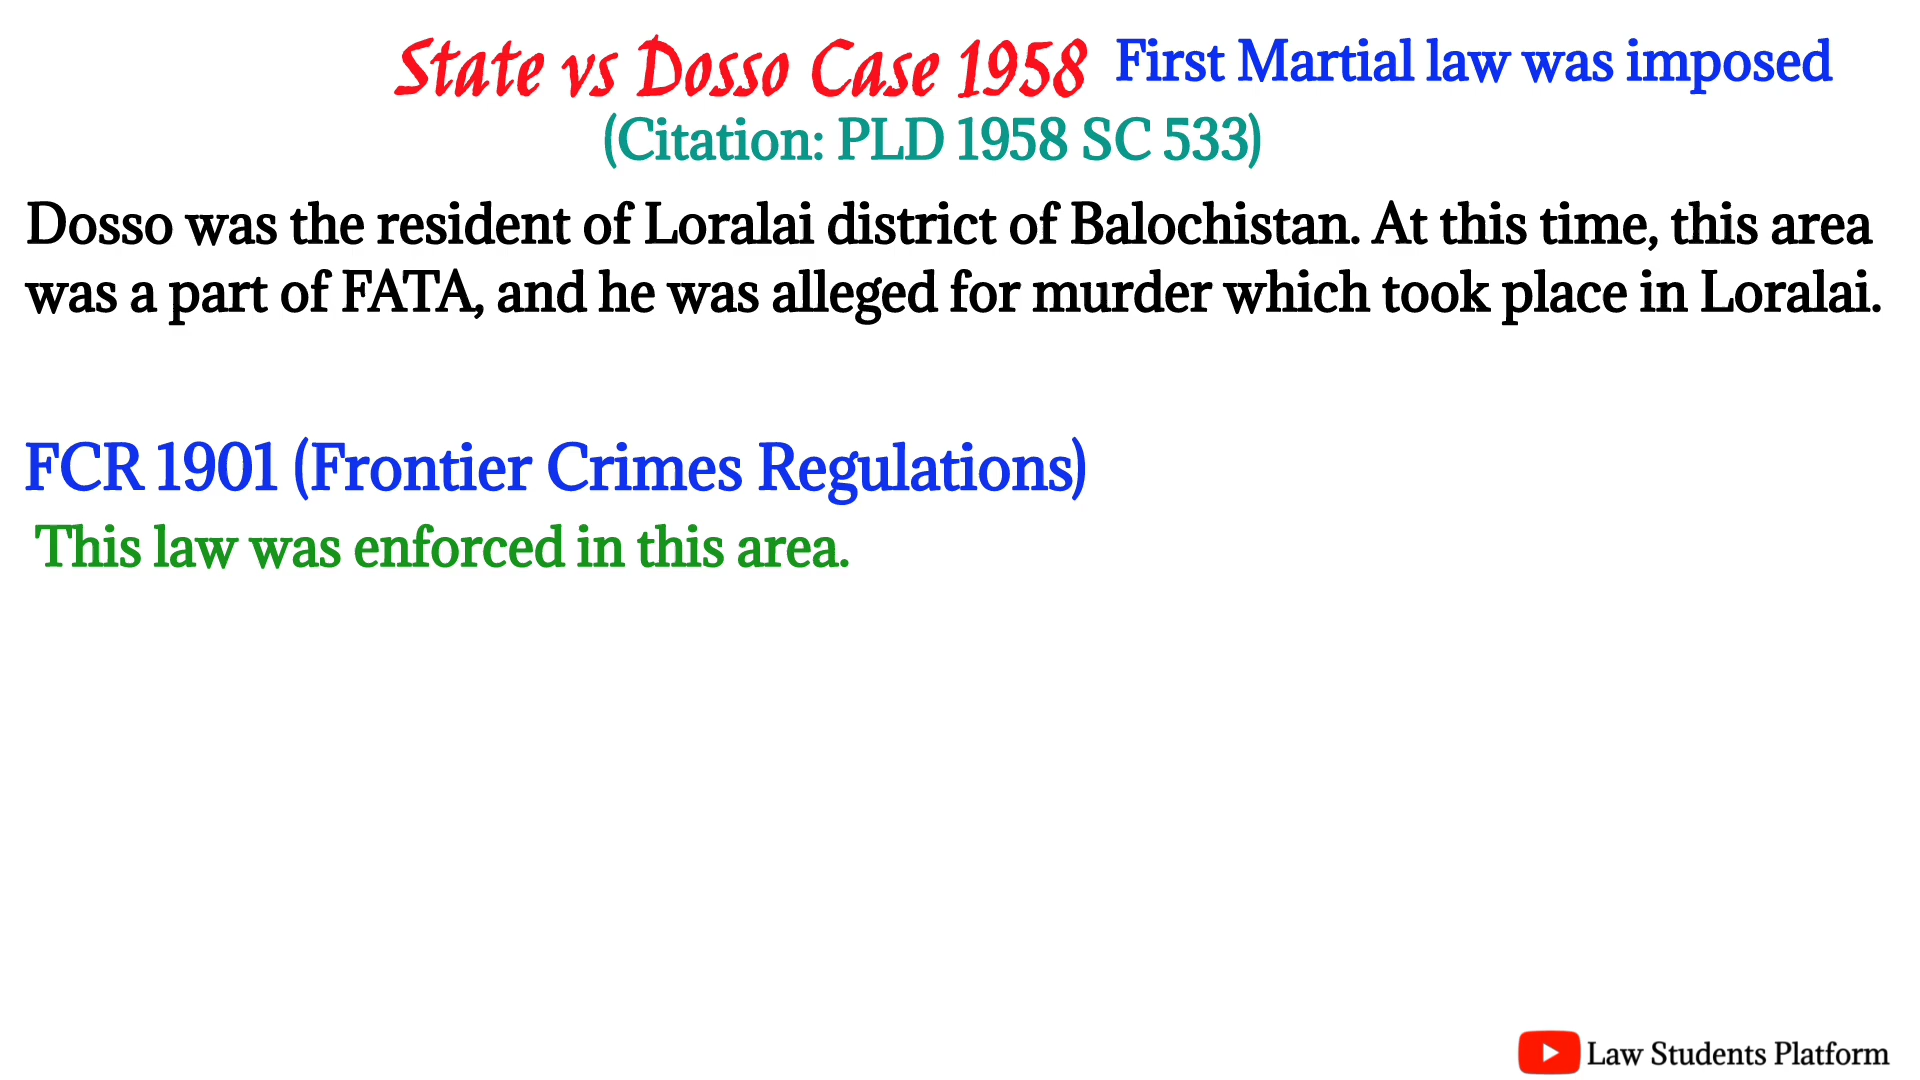 State vs Dosso Case 1958 First Martial law was imposed
(Citation: PLD 1958 SC 533)
Dosso was the resident of Loralai district of Balochistan. At this time, this area
was a part of FATA, and he was alleged for murder which took place in Loralai.
FCR 1901 (Frontier Crimes Regulations)
This law was enforced in this area.
Law Students Platform